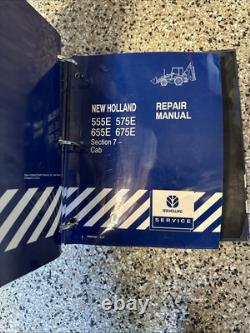 NEW HOLLAND
555E 575E
655E 675E
Section 7 -
Cab
REPAIR
MANUAL
NEW HOLLAND
SERVICE